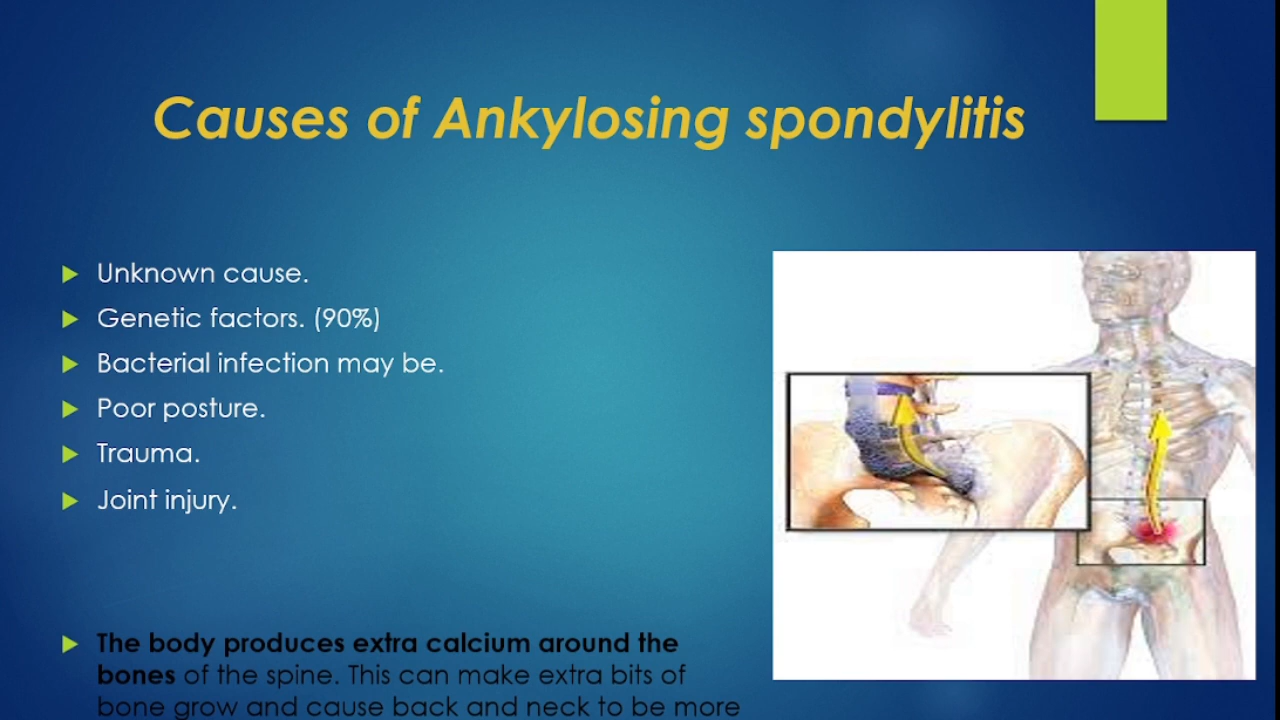 Causes of Ankylosing spondylitis
Unknown cause.
Genetic factors. (90%)
Bacterial infection may be.
Poor posture.
Trauma.
Joint injury.
The body produces extra calcium around the
bones of the spine. This can make extra bits of
bone grow and cause back and neck to be more